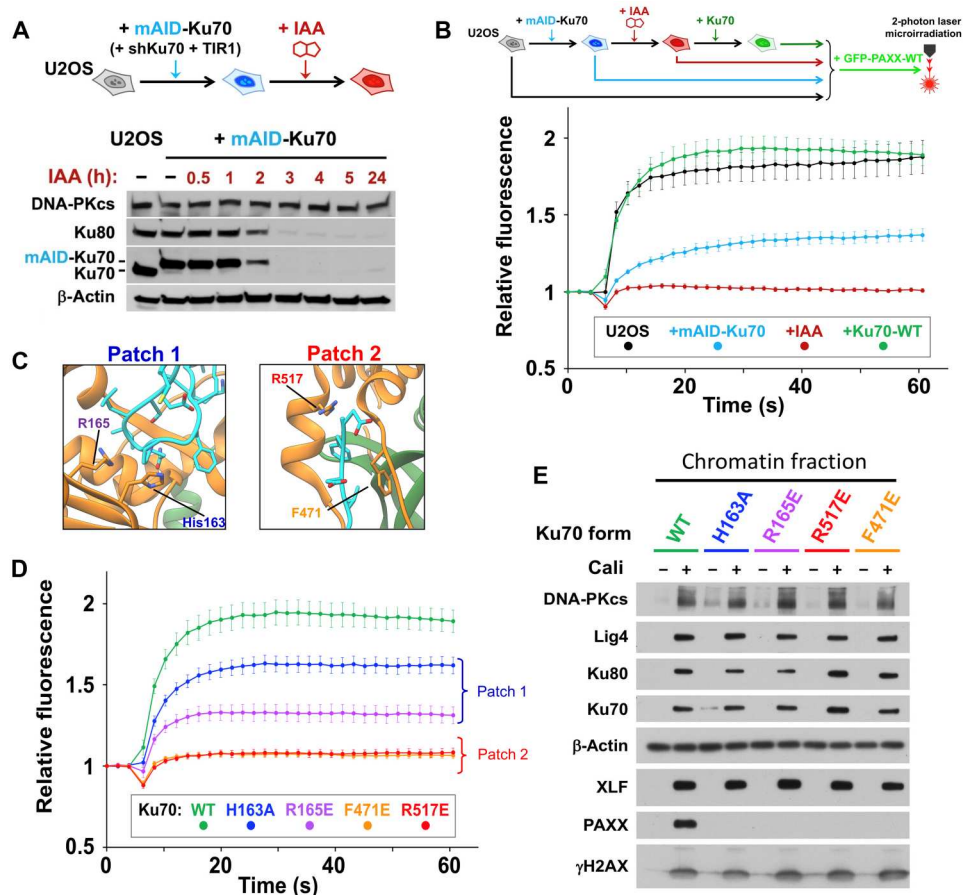 A
+ mAID-Ku70
(+ shKu70 + TIR1)
+ IAA
U2OS
U2OS + mAID-Ku70
IAA (h): – – 0.5 1 2 3 4 5 24
DNA-PKcs
Ku80
mAID-Ku70
Ku70
β-Actin
B
+ mAID-Ku70 + IAA + Ku70
U2OS
+ GFP-PAXX-WT
2-photon laser
microirradiation
Relative fluorescence
2
1.5
1
0.5
0 20 40 60
Time (s)
U2OS +mAID-Ku70 +IAA +Ku70-WT
C
Patch 1
R165
His163
Patch 2
R517
F471
D
Relative fluorescence
2
1.5
1
0.5
0 10 20 30 40 50 60
Time (s)
Patch 1
Patch 2
Ku70: WT H163A R165E F471E R517E
E
Chromatin fraction
Ku70 form WT H163A R165E R517E F471E
Cali – + – + – + – + – +
DNA-PKcs
Lig4
Ku80
Ku70
β-Actin
XLF
PAXX
γH2AX